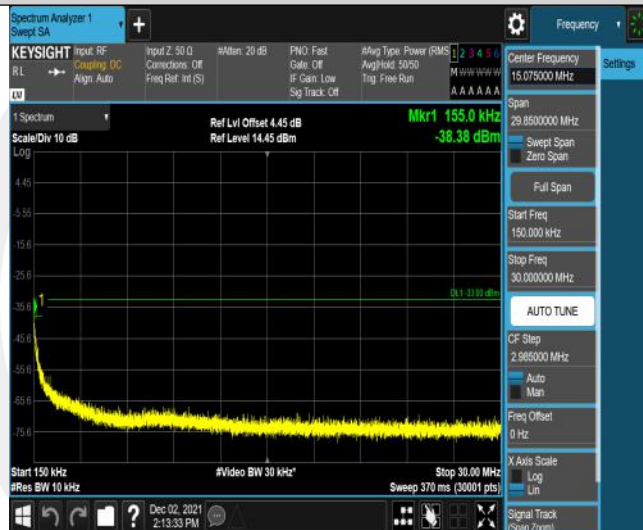 Spectrum Analyzer 1
Swept SA
Frequency
KEYSIGHT
Input: RF
Coupling: DC
Align: Auto
Input Z: 50 Ω
Corrections: Off
Freq Ref: Int (S)
#Atten: 20 dB
PNO: Fast
Gate: Off
IF Gain: Low
Sig Track: Off
#Avg Type: Power (RMS
Avg|Hold: 50/50
Trig: Free Run
1 2 3 4 5 6
M W W W W W
A A A A A A
R L
LXI
1 Spectrum
Scale/Div 10 dB
Log
Ref Lvl Offset 4.45 dB
Ref Level 14.45 dBm
Mkr1 155.0 kHz
-38.38 dBm
4.45
-5.55
-15.6
-25.6
-35.6
-45.6
-55.6
-65.6
-75.6
1
DL1 -33.00 dBm
Start 150 kHz
#Res BW 10 kHz
#Video BW 30 kHz*
Stop 30.00 MHz
Sweep 370 ms (30001 pts)
Center Frequency
15.075000 MHz
Settings
Span
29.8500000 MHz
Swept Span
Zero Span
Full Span
Start Freq
150.000 kHz
Stop Freq
30.000000 MHz
AUTO TUNE
CF Step
2.985000 MHz
Auto
Man
Freq Offset
0 Hz
X Axis Scale
Log
Lin
Signal Track
(Span Zoom)
?
Dec 02, 2021
2:13:33 PM